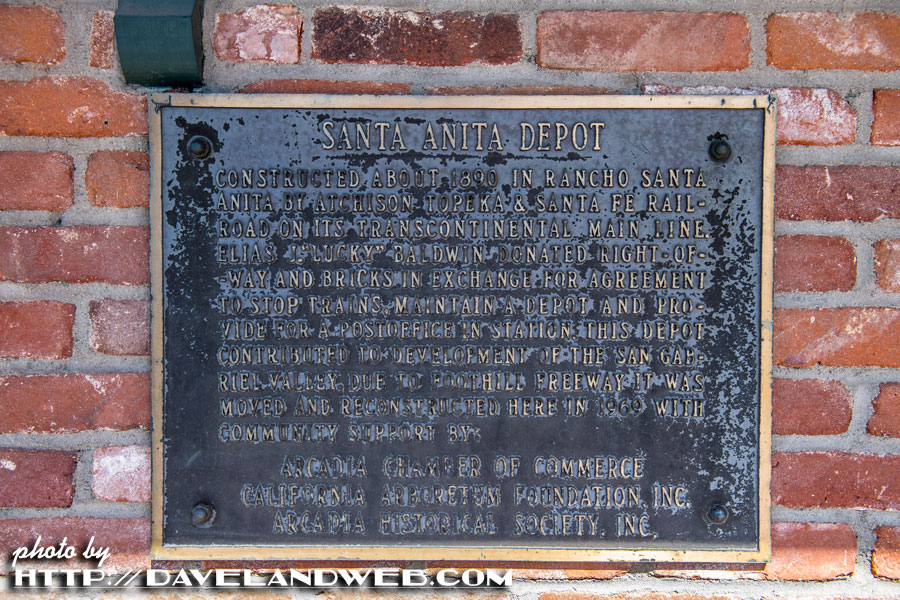 SANTA ANITA DEPOT
CONSTRUCTED ABOUT 1890 IN RANCHO SANTA
ANITA BY ATCHISON, TOPEKA & SANTA FE RAIL-
ROAD ON ITS TRANSCONTINENTAL MAIN LINE.
ELIAS J. "LUCKY" BALDWIN DONATED RIGHT-OF-
-WAY AND BRICKS IN EXCHANGE FOR AGREEMENT
TO STOP TRAINS, MAINTAIN A DEPOT AND PRO-
VIDE FOR A POSTOFFICE IN STATION. THIS DEPOT
CONTRIBUTED TO DEVELOPMENT OF THE SAN GAB-
RIEL VALLEY. DUE TO FOOTHILL FREEWAY IT WAS
MOVED AND RECONSTRUCTED HERE IN 1969 WITH
COMMUNITY SUPPORT BY:
ARCADIA CHAMBER OF COMMERCE
CALIFORNIA ARBORETUM FOUNDATION, INC.
ARCADIA HISTORICAL SOCIETY, INC.
photo by
HTTP://DAVELANDWEB.COM